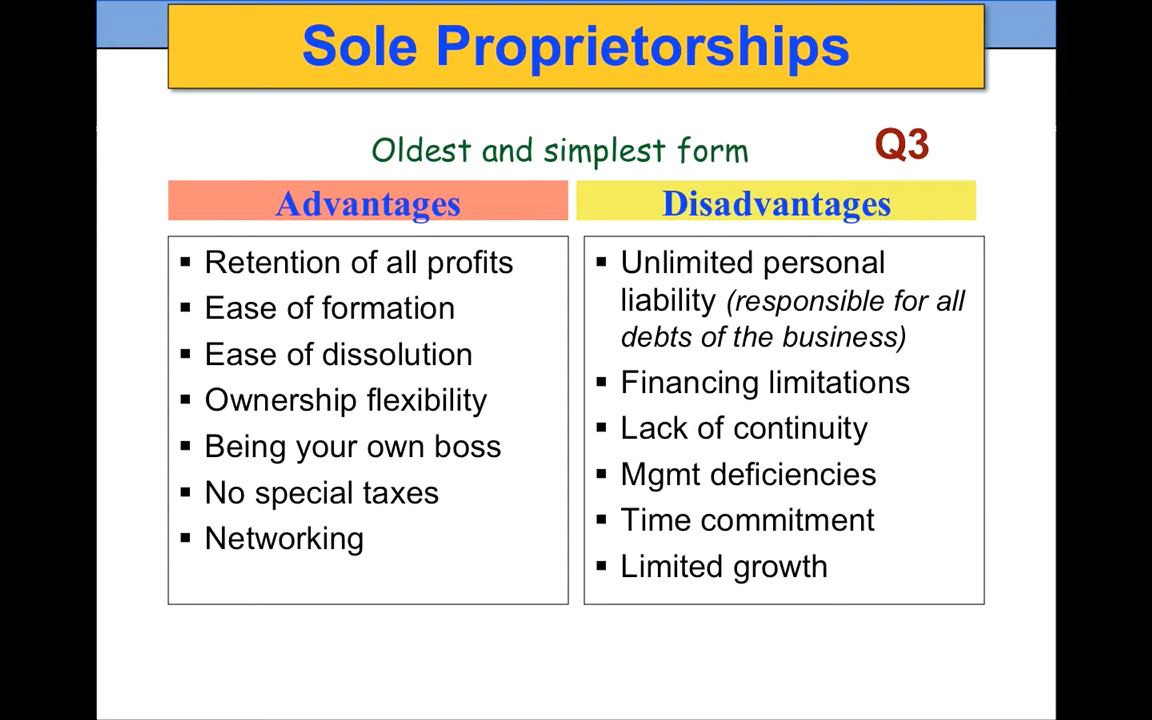 Sole Proprietorships
Oldest and simplest form
Q3
Advantages
▪ Retention of all profits
▪ Ease of formation
▪ Ease of dissolution
▪ Ownership flexibility
▪ Being your own boss
▪ No special taxes
▪ Networking
Disadvantages
▪ Unlimited personal
liability (responsible for all
debts of the business)
▪ Financing limitations
▪ Lack of continuity
▪ Mgmt deficiencies
▪ Time commitment
▪ Limited growth